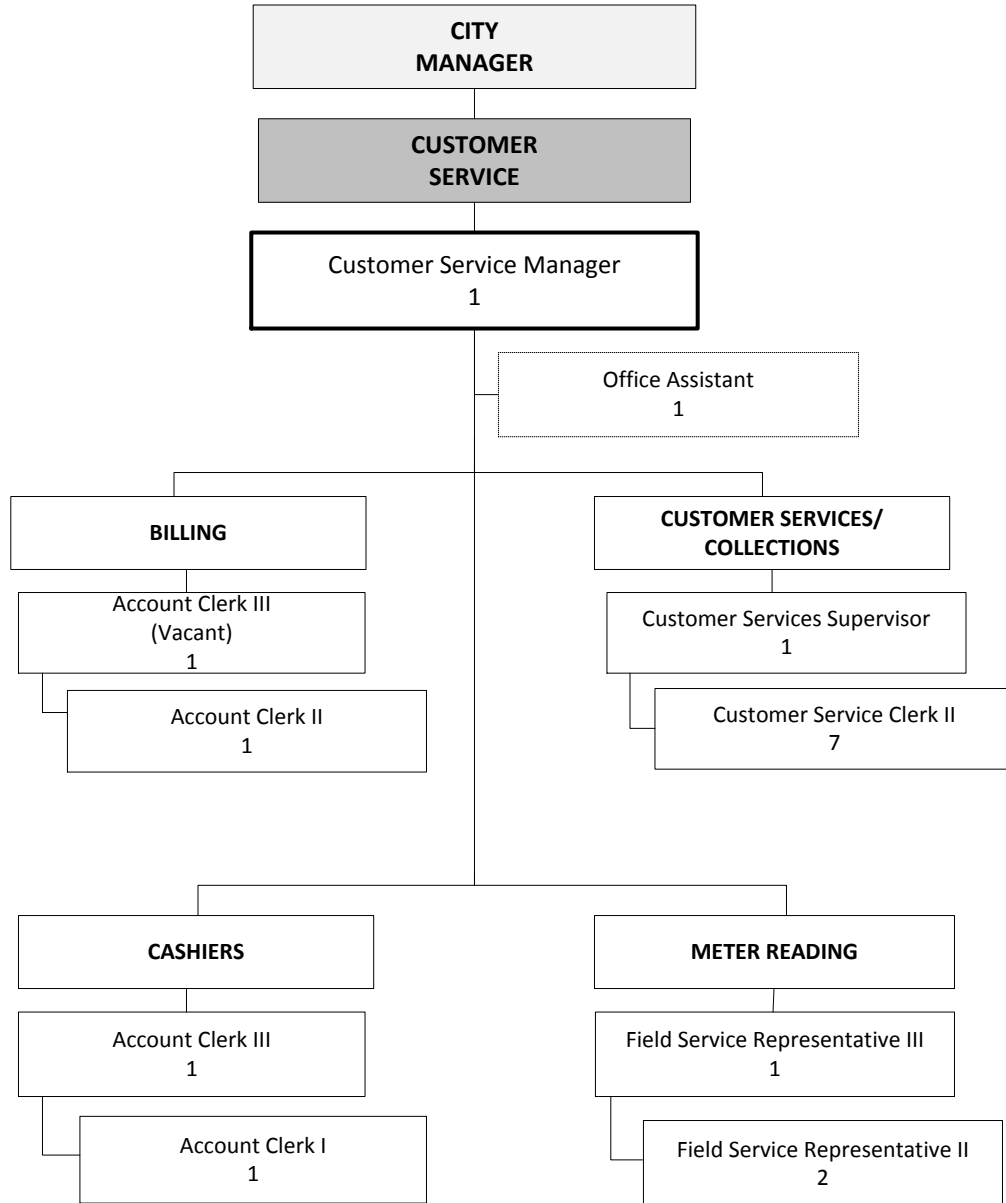 CITY
MANAGER
CUSTOMER
SERVICE
Customer Service Manager
1
Office Assistant
1
BILLING
Account Clerk III
(Vacant)
1
Account Clerk II
1
CUSTOMER SERVICES/
COLLECTIONS
Customer Services Supervisor
1
Customer Service Clerk II
7
CASHIERS
Account Clerk III
1
Account Clerk I
1
METER READING
Field Service Representative III
1
Field Service Representative II
2